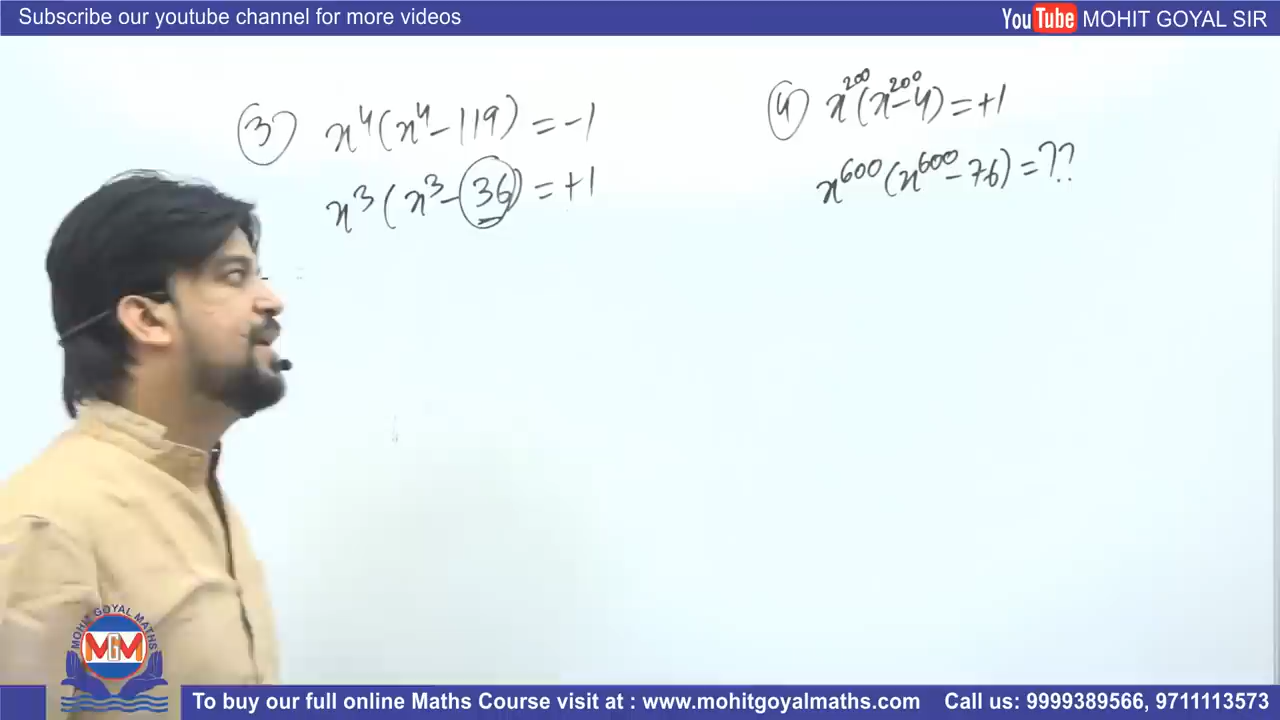 Subscribe our youtube channel for more videos
YouTube MOHIT GOYAL SIR
③ x⁴(x⁴-119) = -1
x³(x³-36) = +1
④ x²⁰⁰(x²⁰⁰-4) = +1
x⁶⁰⁰(x⁶⁰⁰-76) = ??
MOHIT GOYAL MATHS
MGM
To buy our full online Maths Course visit at : www.mohitgoyalmaths.com Call us: 9999389566, 9711113573